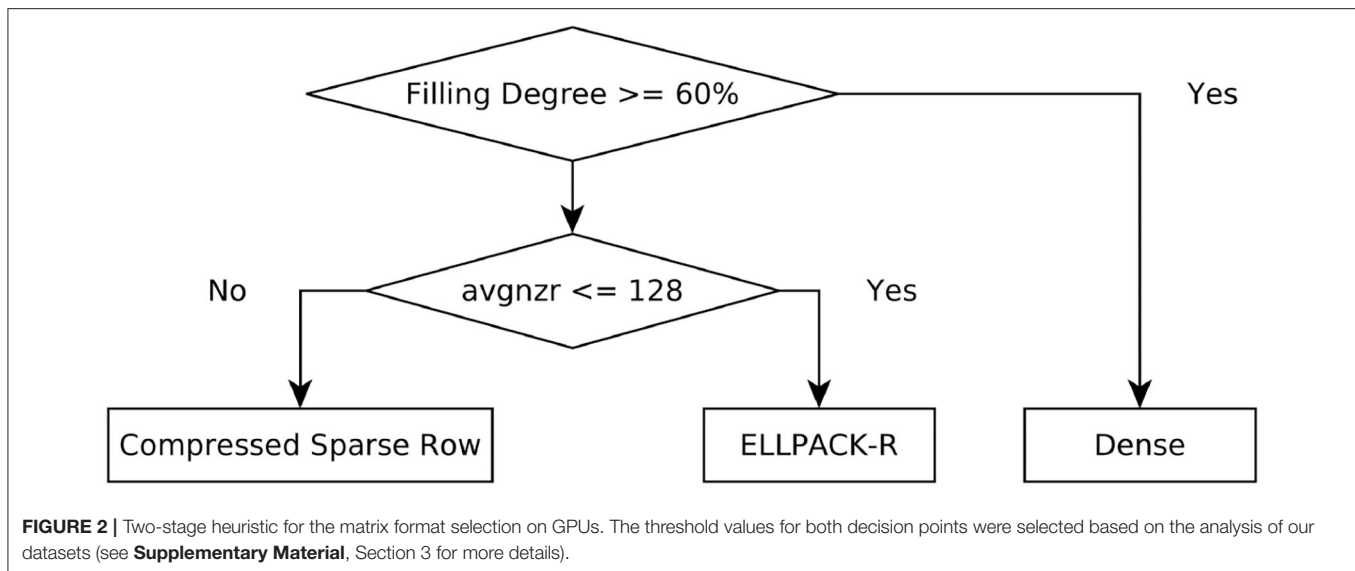 Filling Degree >= 60%
Yes
No
avgnzr <= 128
Yes
Compressed Sparse Row
ELLPACK-R
Dense
FIGURE 2 | Two-stage heuristic for the matrix format selection on GPUs. The threshold values for both decision points were selected based on the analysis of our
datasets (see Supplementary Material, Section 3 for more details).